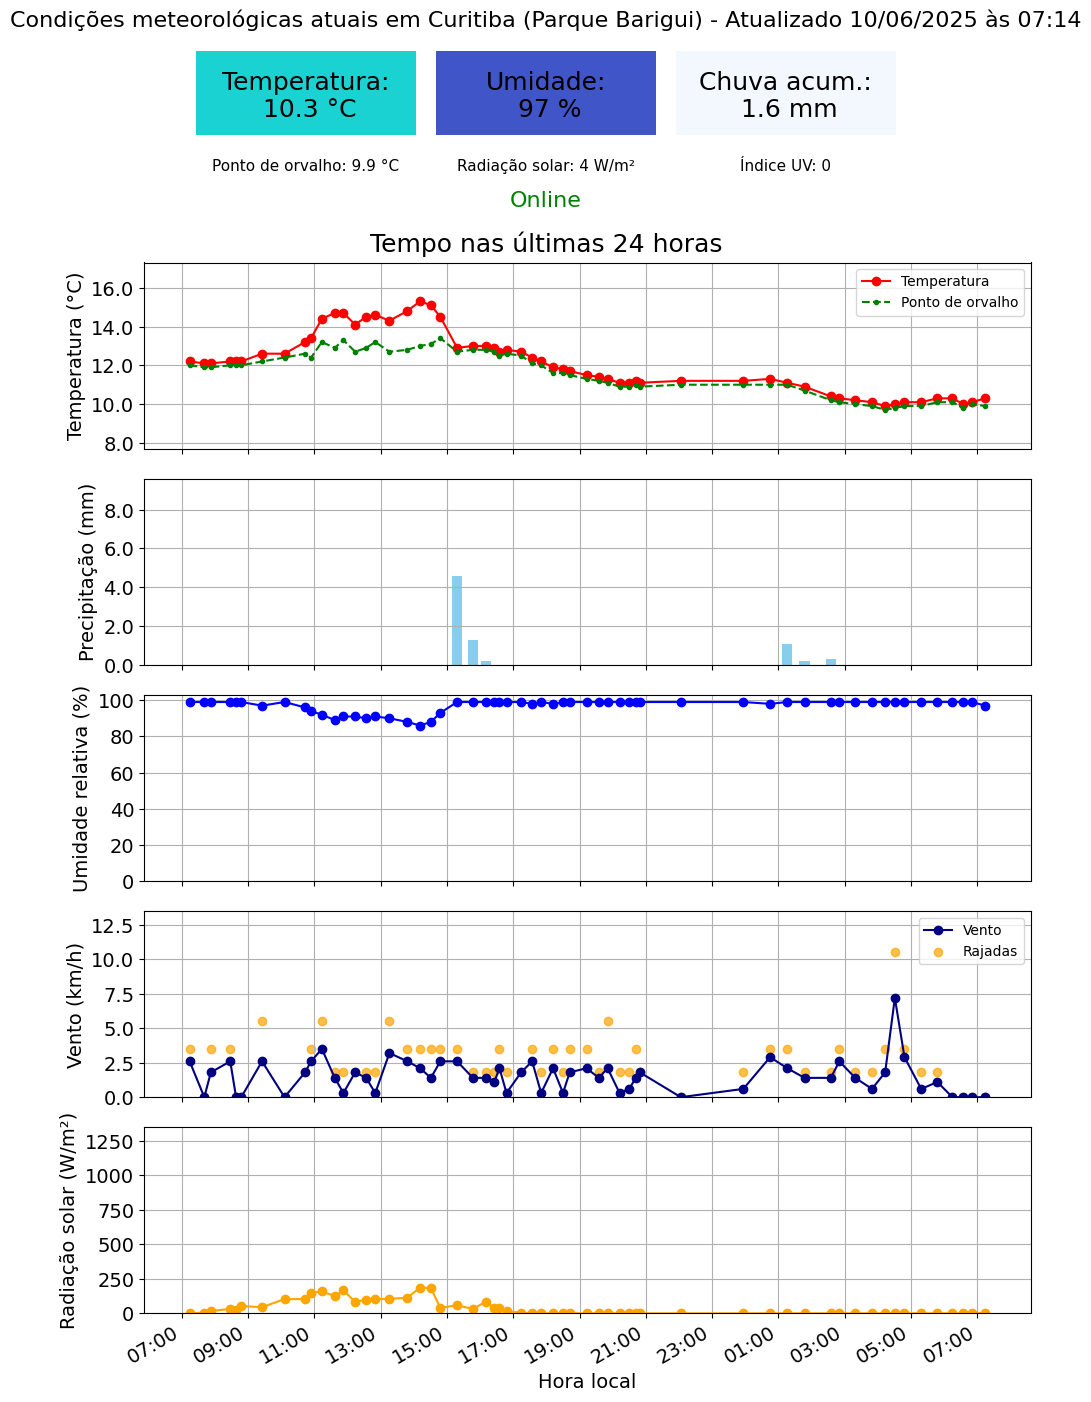 Condições meteorológicas atuais em Curitiba (Parque Barigui) - Atualizado 10/06/2025 às 07:14
Temperatura:
10.3 °C
Umidade:
97 %
Chuva acum.:
1.6 mm
Ponto de orvalho: 9.9 °C
Radiação solar: 4 W/m²
Índice UV: 0
Online
Tempo nas últimas 24 horas
Temperatura (°C)
16.0
14.0
12.0
10.0
8.0
Temperatura
Ponto de orvalho
Precipitação (mm)
8.0
6.0
4.0
2.0
0.0
Umidade relativa (%)
100
80
60
40
20
0
Vento (km/h)
12.5
10.0
7.5
5.0
2.5
0.0
Vento
Rajadas
Radiação solar (W/m²)
1250
1000
750
500
250
0
07:00
09:00
11:00
13:00
15:00
17:00
19:00
21:00
23:00
01:00
03:00
05:00
07:00
Hora local